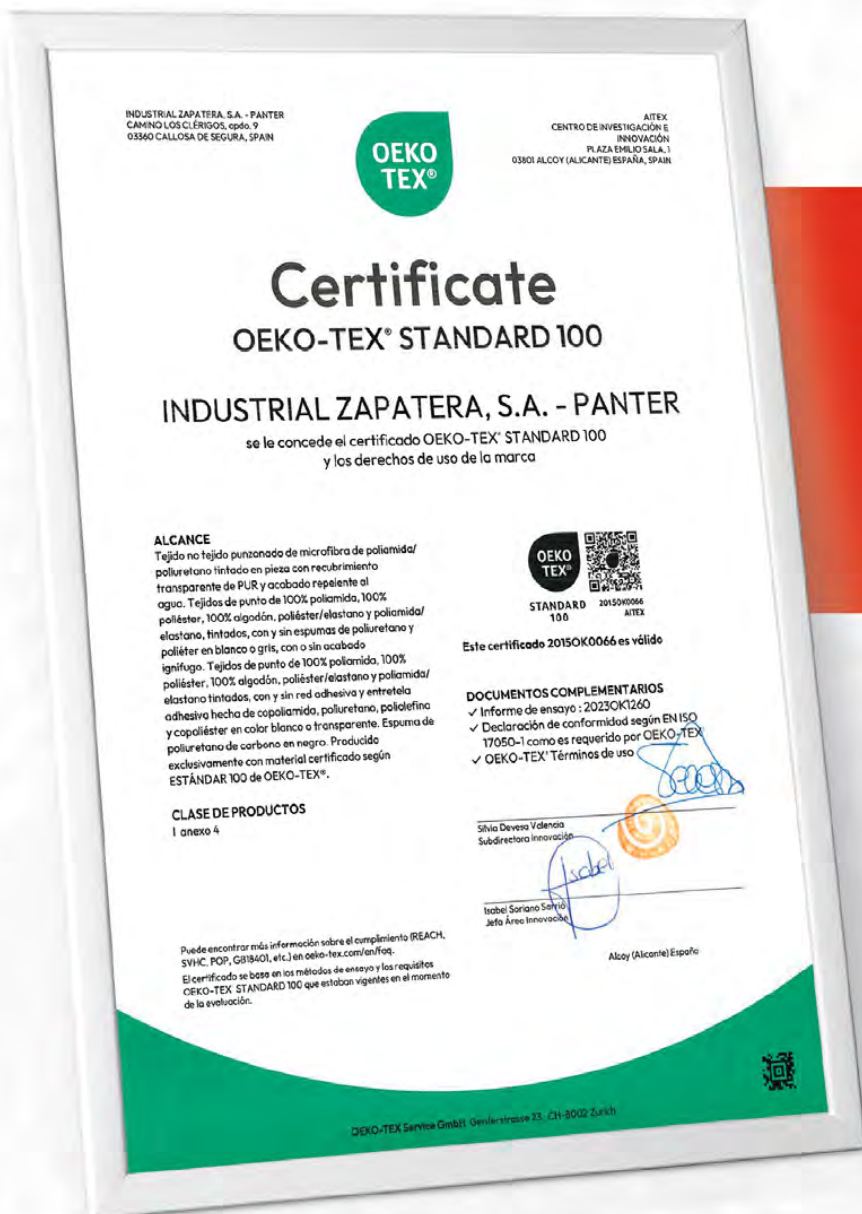 INDUSTRIAL ZAPATERA, S.A. - PANTER
CAMINO LOS CLÉRIGOS, apdo. 9
03360 CALLOSA DE SEGURA, SPAIN
OEKO
TEX®
AITEX
CENTRO DE INVESTIGACIÓN E
INNOVACIÓN
PLAZA EMILIO SALA, 1
03801 ALCOY (ALICANTE) ESPAÑA, SPAIN
Certificate
OEKO-TEX® STANDARD 100
INDUSTRIAL ZAPATERA, S.A. - PANTER
se le concede el certificado OEKO-TEX® STANDARD 100
y los derechos de uso de la marca
ALCANCE
Tejido no tejido punzonado de microfibra de poliamida/
poliuretano tintado en pieza con recubrimiento
transparente de PUR y acabado repelente al
agua. Tejidos de punto de 100% poliamida, 100%
poliéster, 100% algodón, poliéster/elastano y poliamida/
elastano, tintados, con y sin espumas de poliuretano y
poliéter en blanco o gris, con o sin acabado
ignífugo. Tejidos de punto de 100% poliamida, 100%
poliéster, 100% algodón, poliéster/elastano y poliamida/
elastano tintados, con y sin red adhesiva y entretela
adhesiva hecha de copoliamida, poliuretano, poliolefina
y copoliéster en color blanco o transparente. Espuma de
poliuretano de carbono en negro. Producido
exclusivamente con material certificado según
ESTÁNDAR 100 de OEKO-TEX®.
CLASE DE PRODUCTOS
I anexo 4
OEKO
TEX®
STANDARD
100
2015OK0066
AITEX
Este certificado 2015OK0066 es válido
DOCUMENTOS COMPLEMENTARIOS
✓ Informe de ensayo : 2023OK1260
✓ Declaración de conformidad según EN ISO
17050-1 como es requerido por OEKO-TEX
✓ OEKO-TEX® Términos de uso
Silvia Devesa Valencia
Subdirectora Innovación
Isabel
Isabel Soriano Sarrió
Jefa Área Innovación
Alcoy (Alicante) España
Puede encontrar más información sobre el cumplimiento (REACH,
SVHC, POP, GB18401, etc.) en oeko-tex.com/en/faq.
El certificado se basa en los métodos de ensayo y los requisitos
OEKO-TEX® STANDARD 100 que estaban vigentes en el momento
de la evaluación.
OEKO-TEX Service GmbH Genferstrasse 23, CH-8002 Zurich